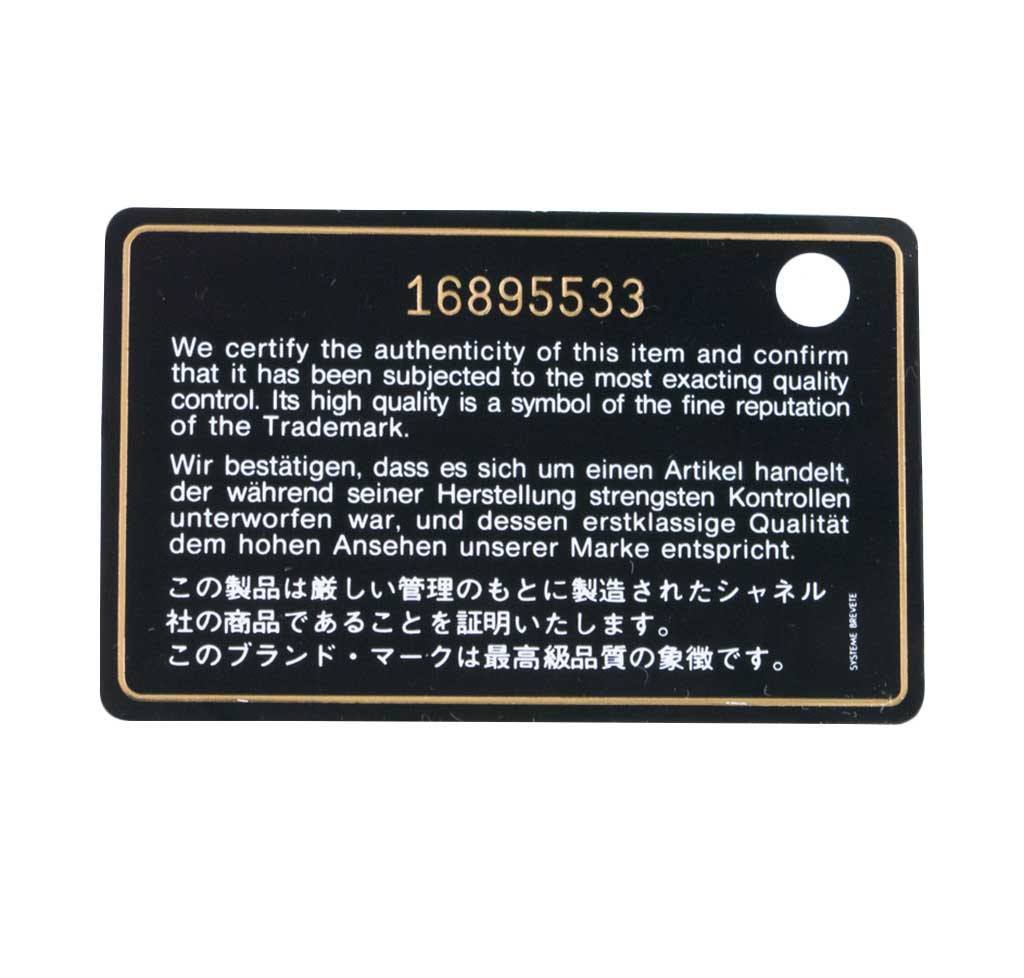 16895533
We certify the authenticity of this item and confirm
that it has been subjected to the most exacting quality
control. Its high quality is a symbol of the fine reputation
of the Trademark.
Wir bestätigen, dass es sich um einen Artikel handelt,
der während seiner Herstellung strengsten Kontrollen
unterworfen war, und dessen erstklassige Qualität
dem hohen Ansehen unserer Marke entspricht.
この製品は厳しい管理のもとに製造されたシャネル
社の商品であることを証明いたします。
このブランド・マークは最高級品質の象徴です。
SYSTEME BREVETE